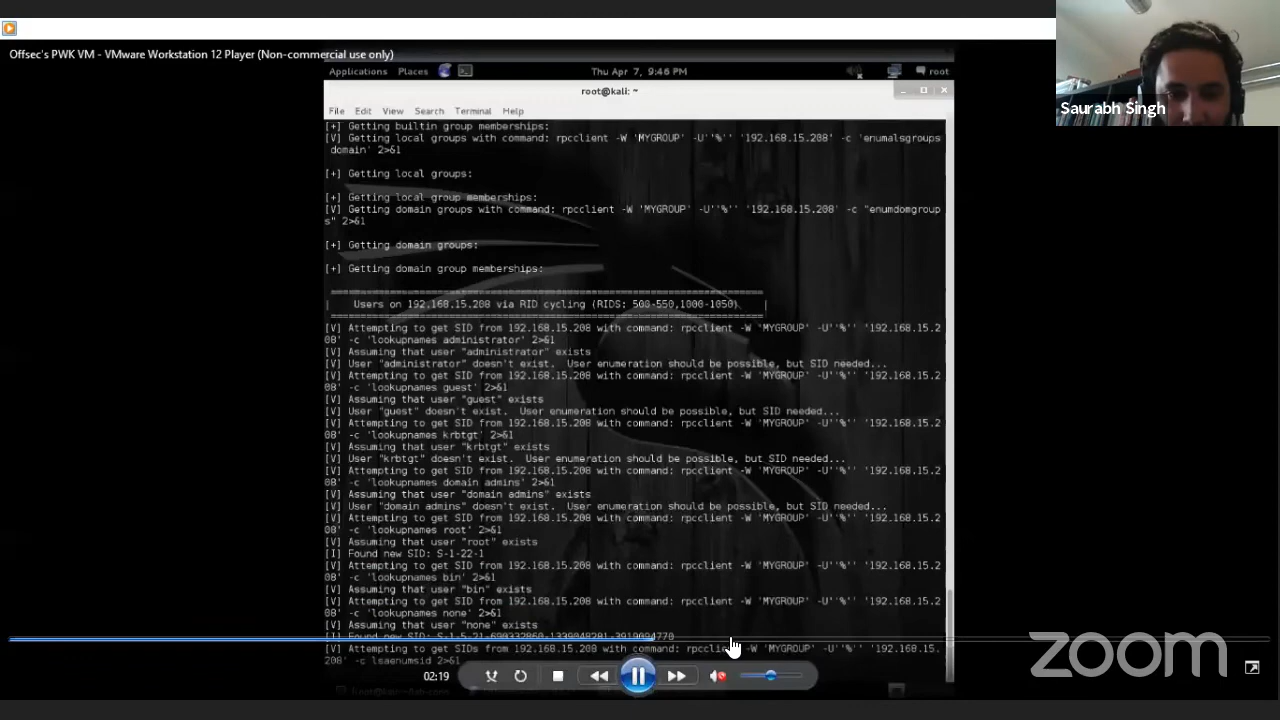 Offsec's PWK VM - VMware Workstation 12 Player (Non-commercial use only)
Saurabh Singh
Applications Places Thu Apr 7, 9:46 PM root
root@kali: ~
File Edit View Search Terminal Help
[+] Getting builtin group memberships:
[V] Getting local groups with command: rpcclient -W 'MYGROUP' -U''%'' '192.168.15.208' -c 'enumalsgroups
domain' 2>&1
[+] Getting local groups:
[+] Getting local group memberships:
[V] Getting domain groups with command: rpcclient -W 'MYGROUP' -U''%'' '192.168.15.208' -c "enumdomgroup
s" 2>&1
[+] Getting domain groups:
[+] Getting domain group memberships:
==========================================================================
| Users on 192.168.15.208 via RID cycling (RIDS: 500-550,1000-1050) |
==========================================================================
[V] Attempting to get SID from 192.168.15.208 with command: rpcclient -W 'MYGROUP' -U''%'' '192.168.15.2
08' -c 'lookupnames administrator' 2>&1
[V] Assuming that user "administrator" exists
[V] User "administrator" doesn't exist. User enumeration should be possible, but SID needed...
[V] Attempting to get SID from 192.168.15.208 with command: rpcclient -W 'MYGROUP' -U''%'' '192.168.15.2
08' -c 'lookupnames guest' 2>&1
[V] Assuming that user "guest" exists
[V] User "guest" doesn't exist. User enumeration should be possible, but SID needed...
[V] Attempting to get SID from 192.168.15.208 with command: rpcclient -W 'MYGROUP' -U''%'' '192.168.15.2
08' -c 'lookupnames krbtgt' 2>&1
[V] Assuming that user "krbtgt" exists
[V] User "krbtgt" doesn't exist. User enumeration should be possible, but SID needed...
[V] Attempting to get SID from 192.168.15.208 with command: rpcclient -W 'MYGROUP' -U''%'' '192.168.15.2
08' -c 'lookupnames domain admins' 2>&1
[V] Assuming that user "domain admins" exists
[V] User "domain admins" doesn't exist. User enumeration should be possible, but SID needed...
[V] Attempting to get SID from 192.168.15.208 with command: rpcclient -W 'MYGROUP' -U''%'' '192.168.15.2
08' -c 'lookupnames root' 2>&1
[V] Assuming that user "root" exists
[I] Found new SID: S-1-22-1
[V] Attempting to get SID from 192.168.15.208 with command: rpcclient -W 'MYGROUP' -U''%'' '192.168.15.2
08' -c 'lookupnames bin' 2>&1
[V] Assuming that user "bin" exists
[V] Attempting to get SID from 192.168.15.208 with command: rpcclient -W 'MYGROUP' -U''%'' '192.168.15.2
08' -c 'lookupnames none' 2>&1
[V] Assuming that user "none" exists
[I] Found new SID:
[V] Attempting to get SIDs from 192.168.15.208 with command: rpcclient -W 'MYGROUP' -U''%'' '192.168.15.
208' -c lsaenumsid 2>&1
02:19
zoom